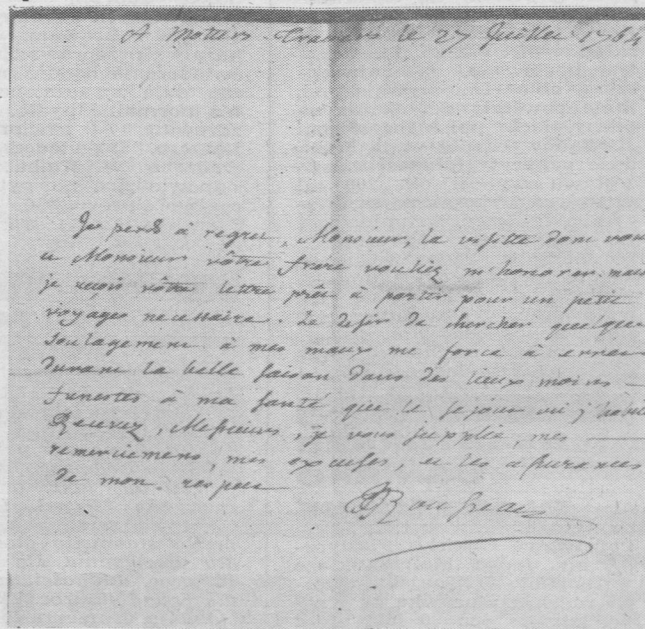 A Motiers-Travers le 27 Juillet 1764
Je perds à regret, Monsieur, la visitte dont vous
et Monsieur vôtre frere vouliez m'honorer. mais
je reçois vôtre lettre prêt à partir pour un petit
voyage necessaire. Le desir de chercher quelque
soulagement à mes maux me force à errer
durant la belle saison dans des lieux moins —
funestes à ma santé que le sejour où j'habite
Recevez, Messieurs, je vous supplie, mes —
remerciemens, mes excuses, et les assurances
de mon respect
JJRousseau